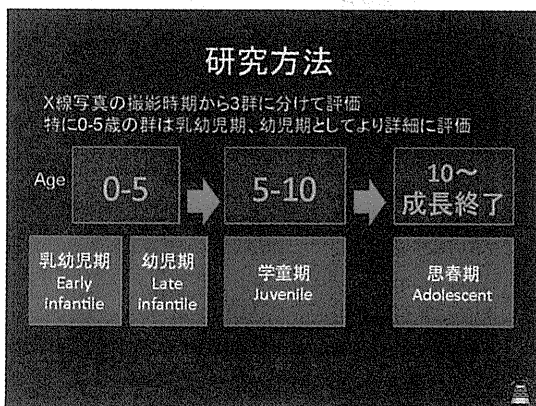 研究方法
X線写真の撮影時期から3群に分けて評価
特に0-5歳の群は乳幼児期、幼児期としてより詳細に評価
Age
0-5
5-10
10～
成長終了
乳幼児期
Early
infantile
幼児期
Late
infantile
学童期
Juvenile
思春期
Adolescent